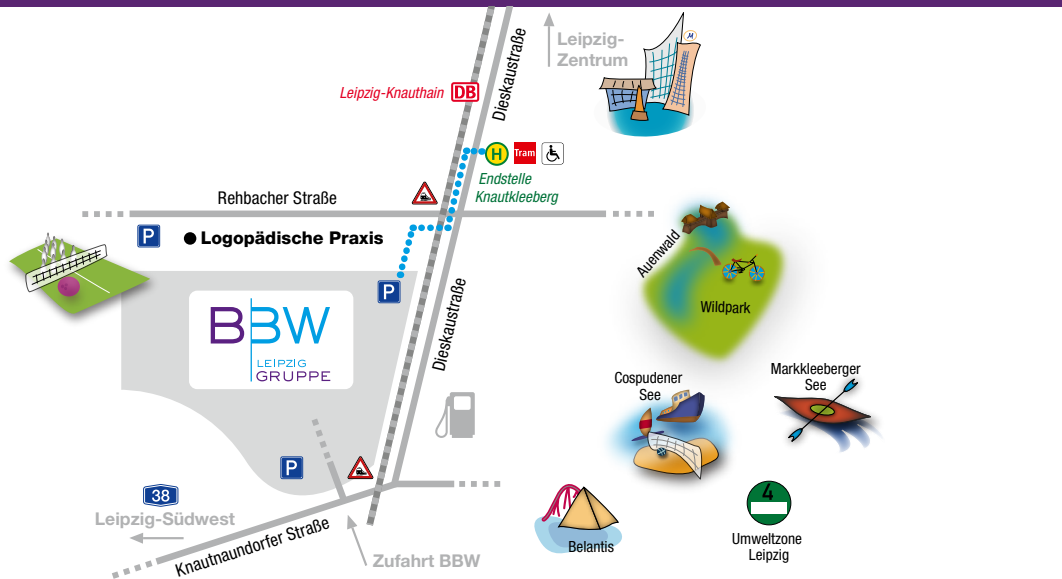 Leipzig-
Zentrum
M
Dieskaustraße
Leipzig-Knauthain DB
H Tram
Endstelle
Knautkleeberg
Rehbacher Straße
P
Logopädische Praxis
Auenwald
Wildpark
P
BBW
LEIPZIG
GRUPPE
Dieskaustraße
Cospudener
See
Markkleeberger
See
P
38
Leipzig-Südwest
Knautnaundorfer Straße
Zufahrt BBW
Belantis
4
Umweltzone
Leipzig